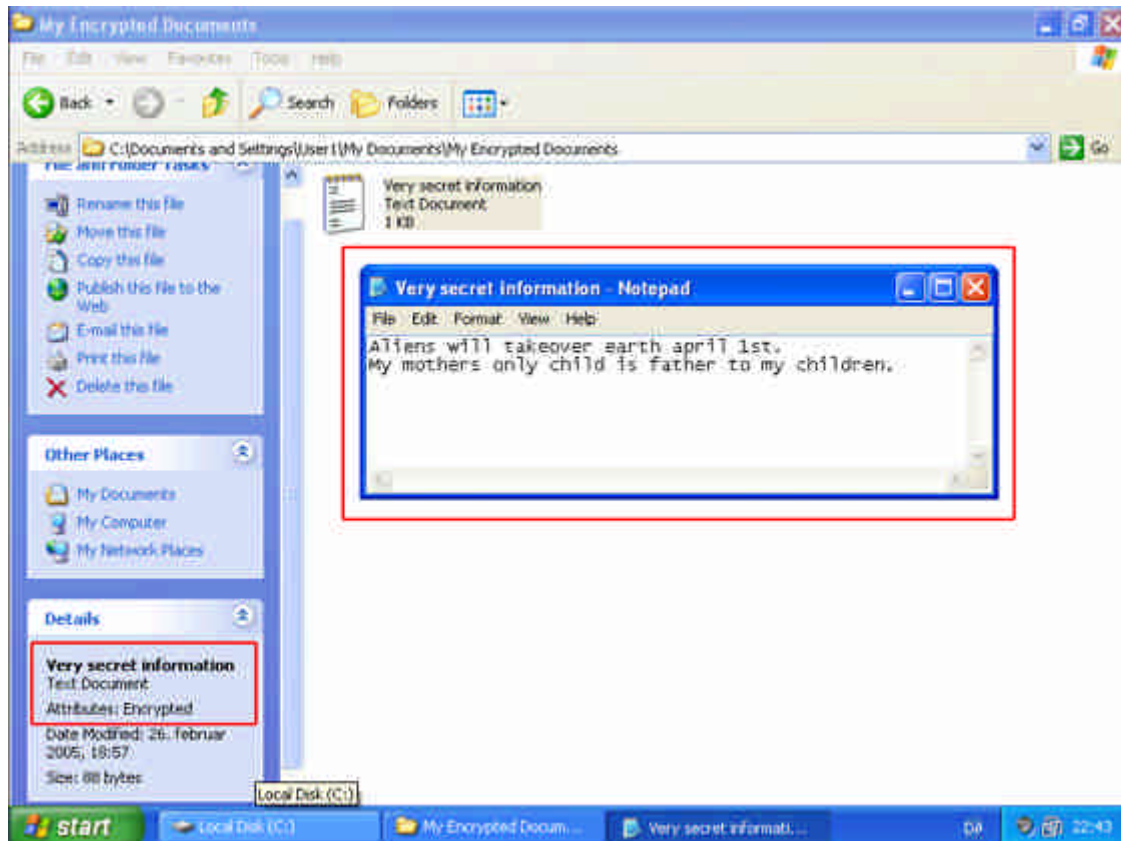 My Encrypted Documents
File Edit View Favorites Tools Help
Back Search Folders
Address C:\Documents and Settings\User1\My Documents\My Encrypted Documents Go
File and Folder Tasks
Rename this file
Move this file
Copy this file
Publish this file to the
Web
E-mail this file
Print this file
Delete this file
Other Places
My Documents
My Computer
My Network Places
Details
Very secret information
Text Document
Attributes: Encrypted
Date Modified: 26. februar
2005, 18:57
Size: 88 bytes
Local Disk (C:)
Very secret information
Text Document
1 KB
Very secret information - Notepad
File Edit Format View Help
Aliens will takeover earth april 1st.
My mothers only child is father to my children.
start Local Disk (C:) My Encrypted Docum... Very secret informati... DA 22:43